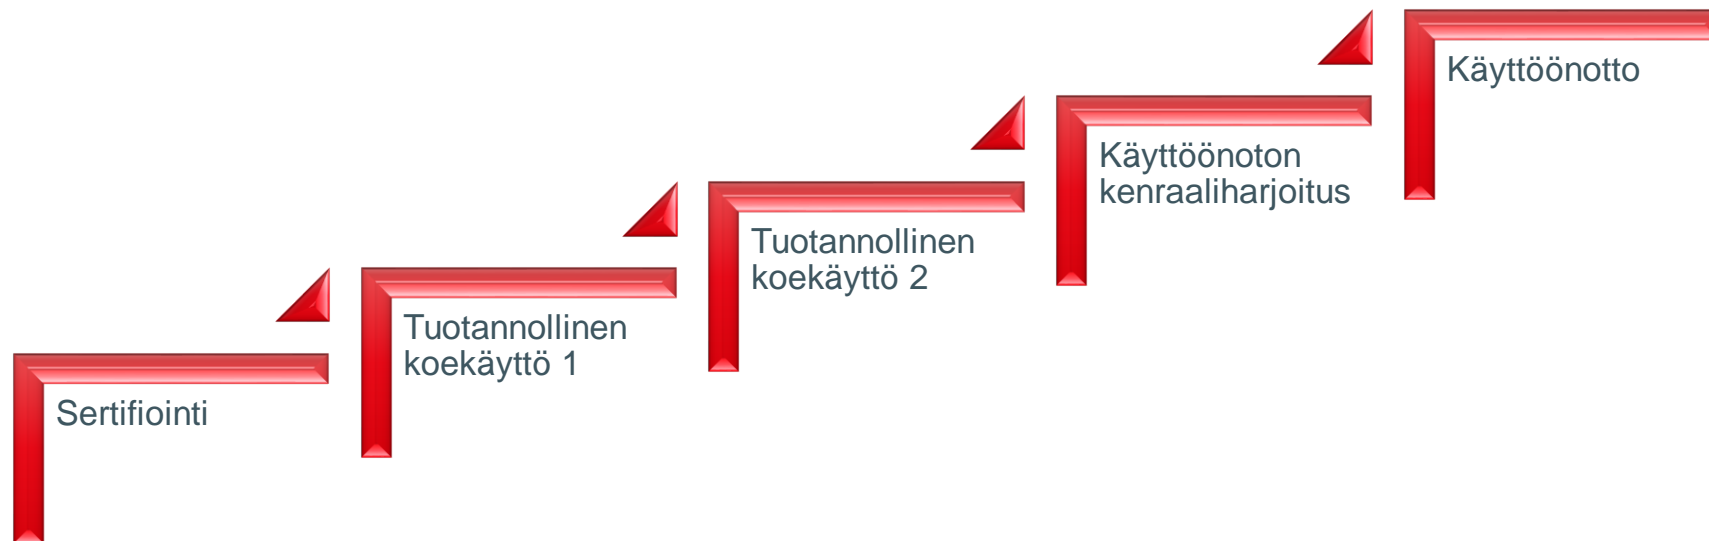 Sertifiointi
Tuotannollinen
koekäyttö 1
Tuotannollinen
koekäyttö 2
Käyttöönoton
kenraaliharjoitus
Käyttöönotto